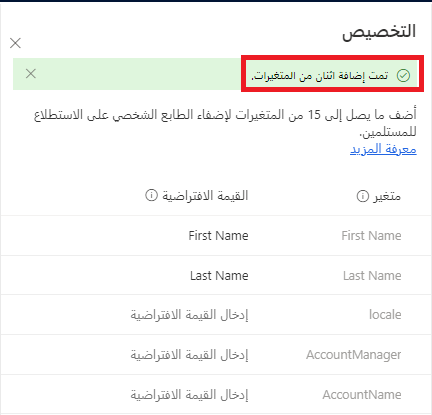 التخصيص
تمت إضافة اثنان من المتغيرات.
أضف ما يصل إلى 15 من المتغيرات لإضفاء الطابع الشخصي على الاستطلاع
للمستلمين.
معرفة المزيد
متغير القيمة الافتراضية
First Name First Name
Last Name Last Name
locale إدخال القيمة الافتراضية
AccountManager إدخال القيمة الافتراضية
AccountName إدخال القيمة الافتراضية